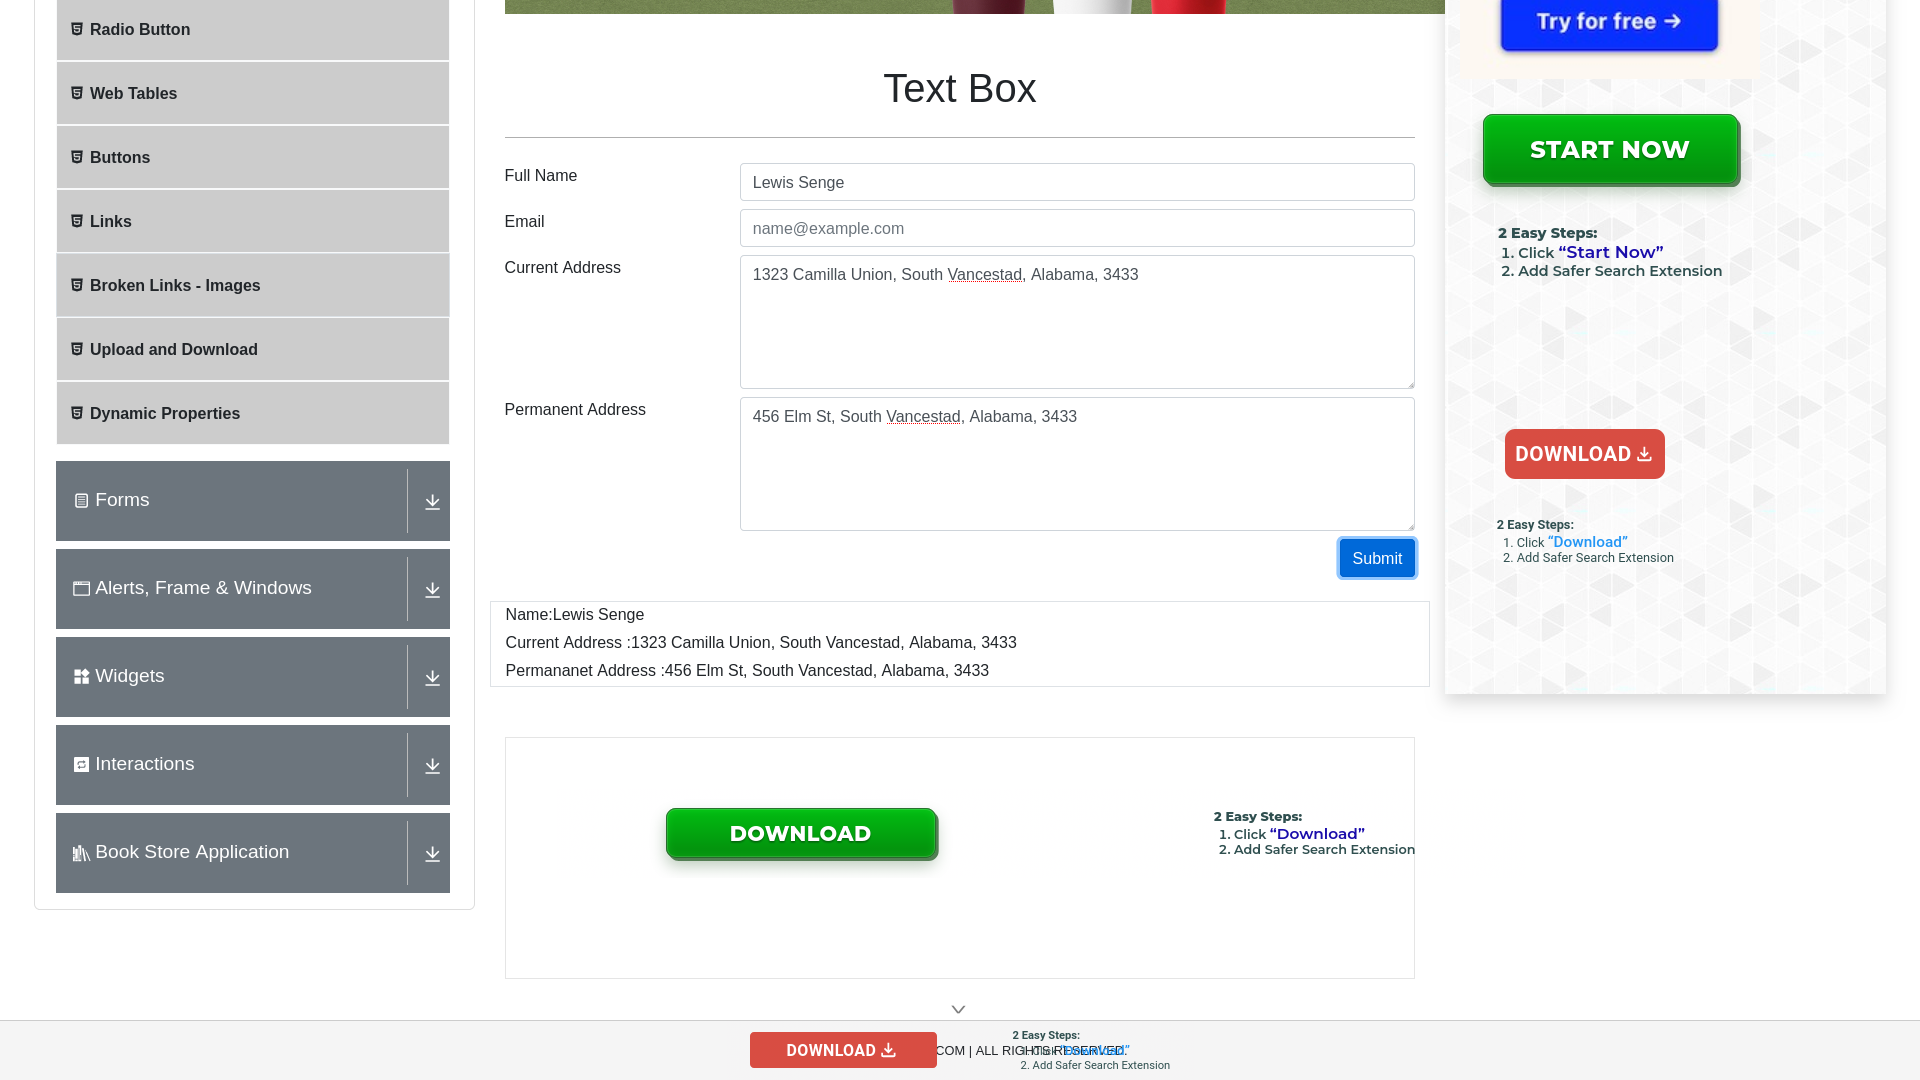 Radio Button
Web Tables
Buttons
Links
Broken Links - Images
Upload and Download
Dynamic Properties
Forms
Alerts, Frame & Windows
Widgets
Interactions
Book Store Application
Text Box
Full Name
Lewis Senge
Email
name@example.com
Current Address
1323 Camilla Union, South Vancestad, Alabama, 3433
Permanent Address
456 Elm St, South Vancestad, Alabama, 3433
Submit
Name:Lewis Senge
Current Address :1323 Camilla Union, South Vancestad, Alabama, 3433
Permananet Address :456 Elm St, South Vancestad, Alabama, 3433
DOWNLOAD
2 Easy Steps:
1. Click “Download”
2. Add Safer Search Extension
Try for free →
START NOW
2 Easy Steps:
1. Click “Start Now”
2. Add Safer Search Extension
DOWNLOAD
2 Easy Steps:
1. Click “Download”
2. Add Safer Search Extension
DOWNLOAD
COM | ALL RIGHTS RESERVED.
2 Easy Steps:
1. Click “Download”
2. Add Safer Search Extension